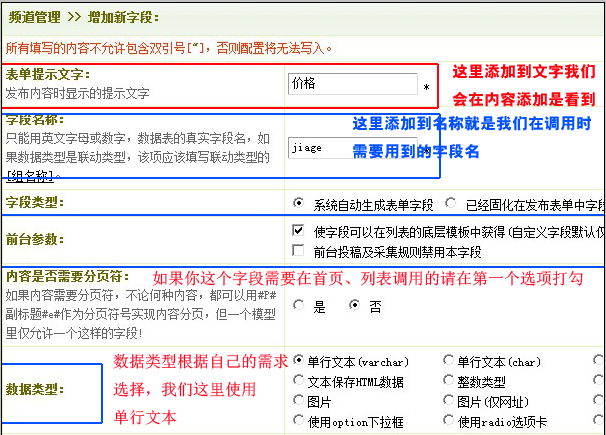 频道管理 >> 增加新字段:
所有填写的内容不允许包含双引号["],否则配置将无法写入。
表单提示文字:
发布内容时显示的提示文字
价格
*
这里添加到文字我们
会在内容添加是看到
字段名称:
只能用英文字母或数字,数据表的真实字段名,如
果数据类型是联动类型,该项应该填写联动类型的
[组名称]。
jiage
这里添加到名称就是我们在调用时
需要用到的字段名
字段类型:
系统自动生成表单字段 已经固化在发布表单中字段
前台参数:
使字段可以在列表的底层模板中获得(自定义字段默认仅
前台投稿及采集规则禁用本字段
内容是否需要分页符:
如果你这个字段需要在首页、列表调用的请在第一个选项打勾
如果内容需要分页符,不论何种内容,都可以用#P#
副标题#e#作为分页符号实现内容分页,但一个模型
里仅允许一个这样的字段!
是 否
数据类型:
数据类型根据自己的需求
选择,我们这里使用
单行文本
单行文本(varchar) 单行文本(char)
文本保存HTML数据 整数类型
图片 图片(仅网址)
使用option下拉框 使用radio选项卡